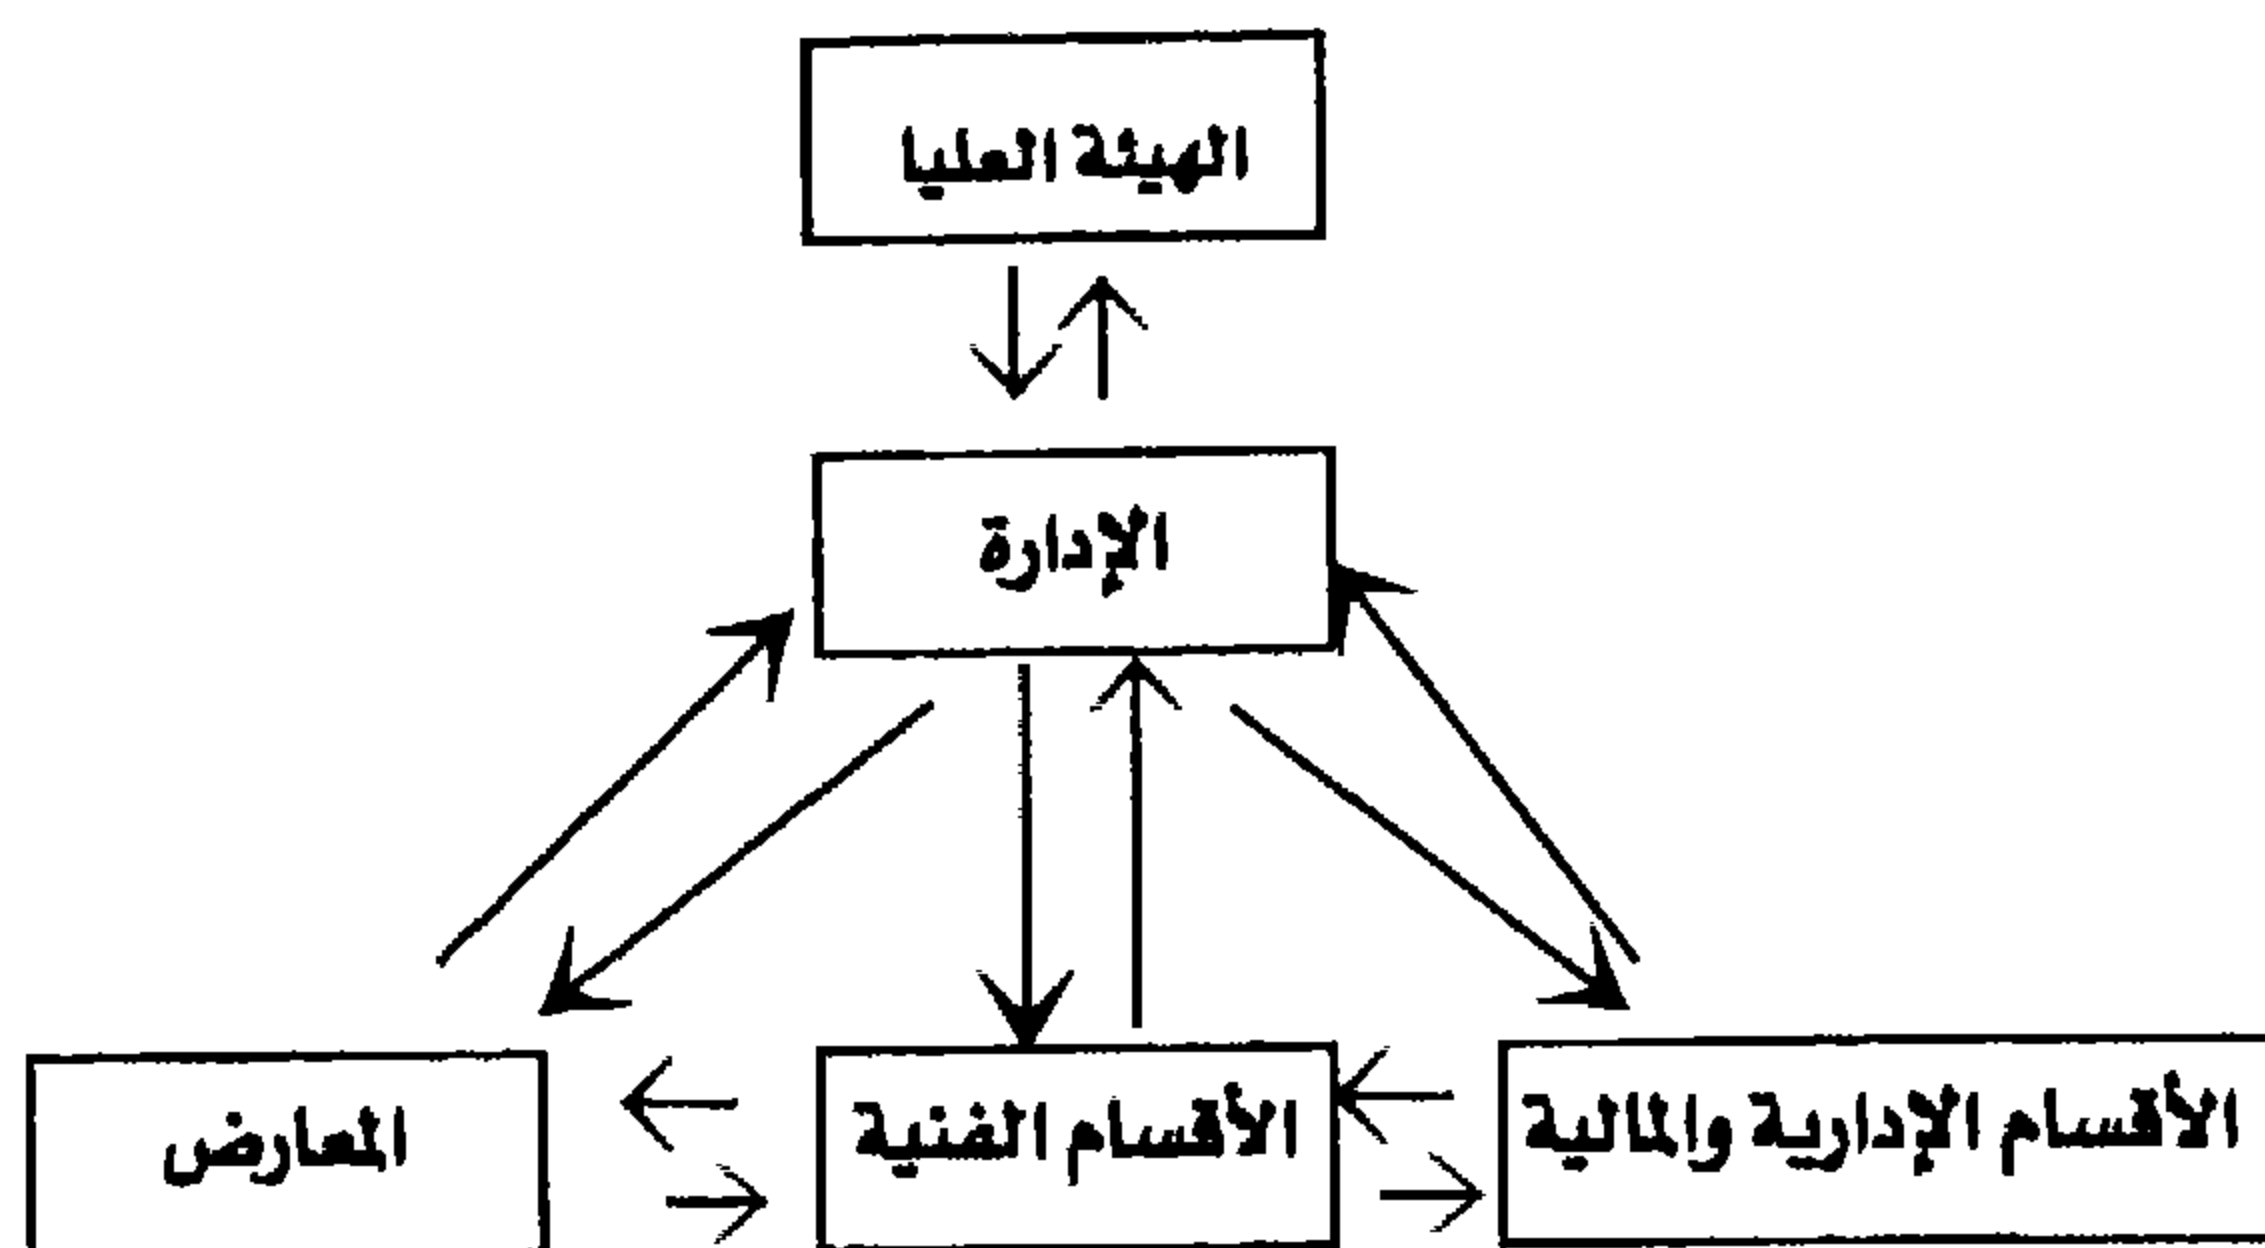 الهيئة العليا
الإدارة
الأقسام الإدارية والمالية
الأقسام الفنية
المعارض